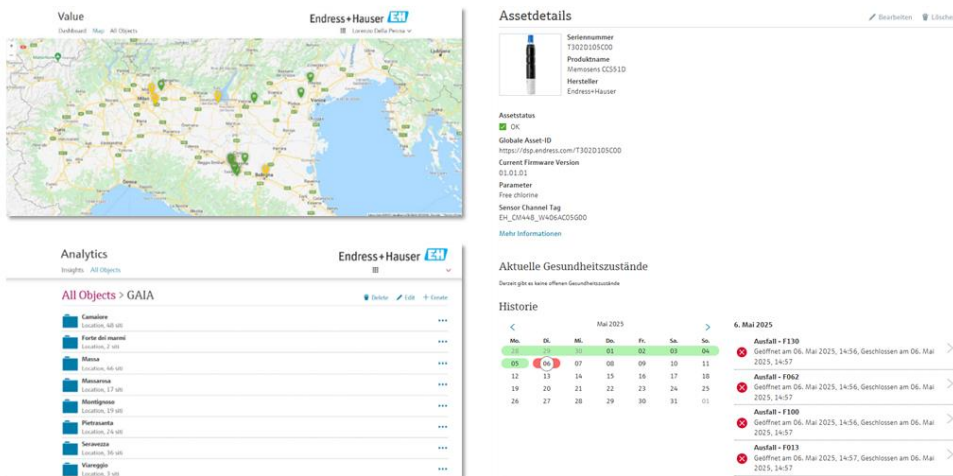 Value
Endress+Hauser EH
Dashboard Map All Objects
Lorenzo Della Penna
Milan
Bologna
Genoa
Analytics
Endress+Hauser EH
Insights All Objects
All Objects > GAIA
Delete Edit + Create
Camaiore
Location, 48 siti
Forte dei marmi
Location, 2 siti
Massa
Location, 66 siti
Massarosa
Location, 17 siti
Montignoso
Location, 19 siti
Pietrasanta
Location, 24 siti
Seravezza
Location, 36 siti
Viareggio
Location, 3 siti
Assetdetails
Bearbeiten Lösche
Seriennummer
T302D105C00
Produktname
Memosens CCS51D
Hersteller
Endress+Hauser
Assetstatus
OK
Globale Asset-ID
https://dsp.endress.com/T302D105C00
Current Firmware Version
01.01.01
Parameter
Free chlorine
Sensor Channel Tag
EH_CM448_W406AC05G00
Mehr Informationen
Aktuelle Gesundheitszustände
Derzeit gibt es keine offenen Gesundheitszustände
Historie
Mai 2025
Mo. Di. Mi. Do. Fr. Sa. So.
28 29 30 01 02 03 04
05 06 07 08 09 10 11
12 13 14 15 16 17 18
19 20 21 22 23 24 25
26 27 28 29 30 31 01
6. Mai 2025
Ausfall - F130
Geöffnet am 06. Mai 2025, 14:56, Geschlossen am 06. Mai
2025, 14:57
Ausfall - F062
Geöffnet am 06. Mai 2025, 14:56, Geschlossen am 06. Mai
2025, 14:57
Ausfall - F100
Geöffnet am 06. Mai 2025, 14:56, Geschlossen am 06. Mai
2025, 14:57
Ausfall - F013
Geöffnet am 06. Mai 2025, 14:57, Geschlossen am 06. Mai
2025, 14:57